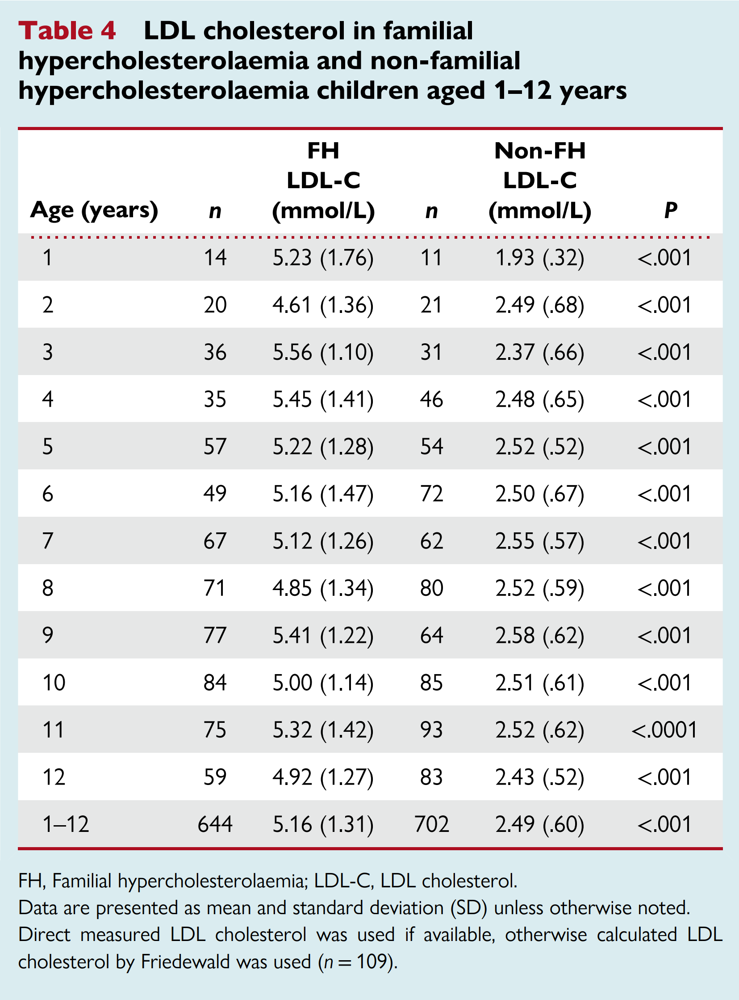 Table 4 LDL cholesterol in familial
hypercholesterolaemia and non-familial
hypercholesterolaemia children aged 1–12 years
FH Non-FH
LDL-C LDL-C
Age (years) n (mmol/L) n (mmol/L) P
1 14 5.23 (1.76) 11 1.93 (.32) <.001
2 20 4.61 (1.36) 21 2.49 (.68) <.001
3 36 5.56 (1.10) 31 2.37 (.66) <.001
4 35 5.45 (1.41) 46 2.48 (.65) <.001
5 57 5.22 (1.28) 54 2.52 (.52) <.001
6 49 5.16 (1.47) 72 2.50 (.67) <.001
7 67 5.12 (1.26) 62 2.55 (.57) <.001
8 71 4.85 (1.34) 80 2.52 (.59) <.001
9 77 5.41 (1.22) 64 2.58 (.62) <.001
10 84 5.00 (1.14) 85 2.51 (.61) <.001
11 75 5.32 (1.42) 93 2.52 (.62) <.0001
12 59 4.92 (1.27) 83 2.43 (.52) <.001
1–12 644 5.16 (1.31) 702 2.49 (.60) <.001
FH, Familial hypercholesterolaemia; LDL-C, LDL cholesterol.
Data are presented as mean and standard deviation (SD) unless otherwise noted.
Direct measured LDL cholesterol was used if available, otherwise calculated LDL
cholesterol by Friedewald was used (n = 109).